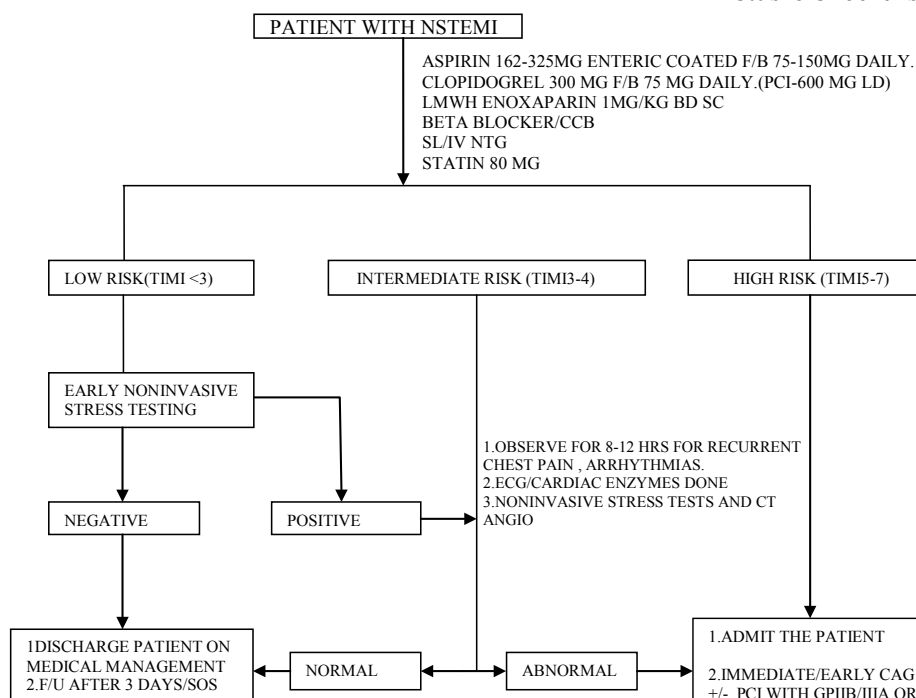 PATIENT WITH NSTEMI
ASPIRIN 162-325MG ENTERIC COATED F/B 75-150MG DAILY.
CLOPIDOGREL 300 MG F/B 75 MG DAILY.(PCI-600 MG LD)
LMWH ENOXAPARIN 1MG/KG BD SC
BETA BLOCKER/CCB
SL/IV NTG
STATIN 80 MG
LOW RISK(TIMI <3)
INTERMEDIATE RISK (TIMI3-4)
HIGH RISK (TIMI5-7)
EARLY NONINVASIVE
STRESS TESTING
1.OBSERVE FOR 8-12 HRS FOR RECURRENT
CHEST PAIN , ARRHYTHMIAS.
2.ECG/CARDIAC ENZYMES DONE
3.NONINVASIVE STRESS TESTS AND CT
ANGIO
NEGATIVE
POSITIVE
1DISCHARGE PATIENT ON
MEDICAL MANAGEMENT
2.F/U AFTER 3 DAYS/SOS
NORMAL
ABNORMAL
1.ADMIT THE PATIENT
2.IMMEDIATE/EARLY CAG
+/- PCI WITH GPIIB/IIIA OR